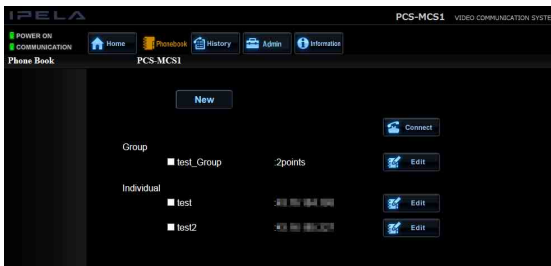 IPELA
PCS-MCS1 VIDEO COMMUNICATION SYSTE
POWER ON
COMMUNICATION
Home Phonebook History Admin Information
Phone Book PCS-MCS1
New
Connect
Group
test_Group :2points Edit
Individual
test Edit
test2 Edit